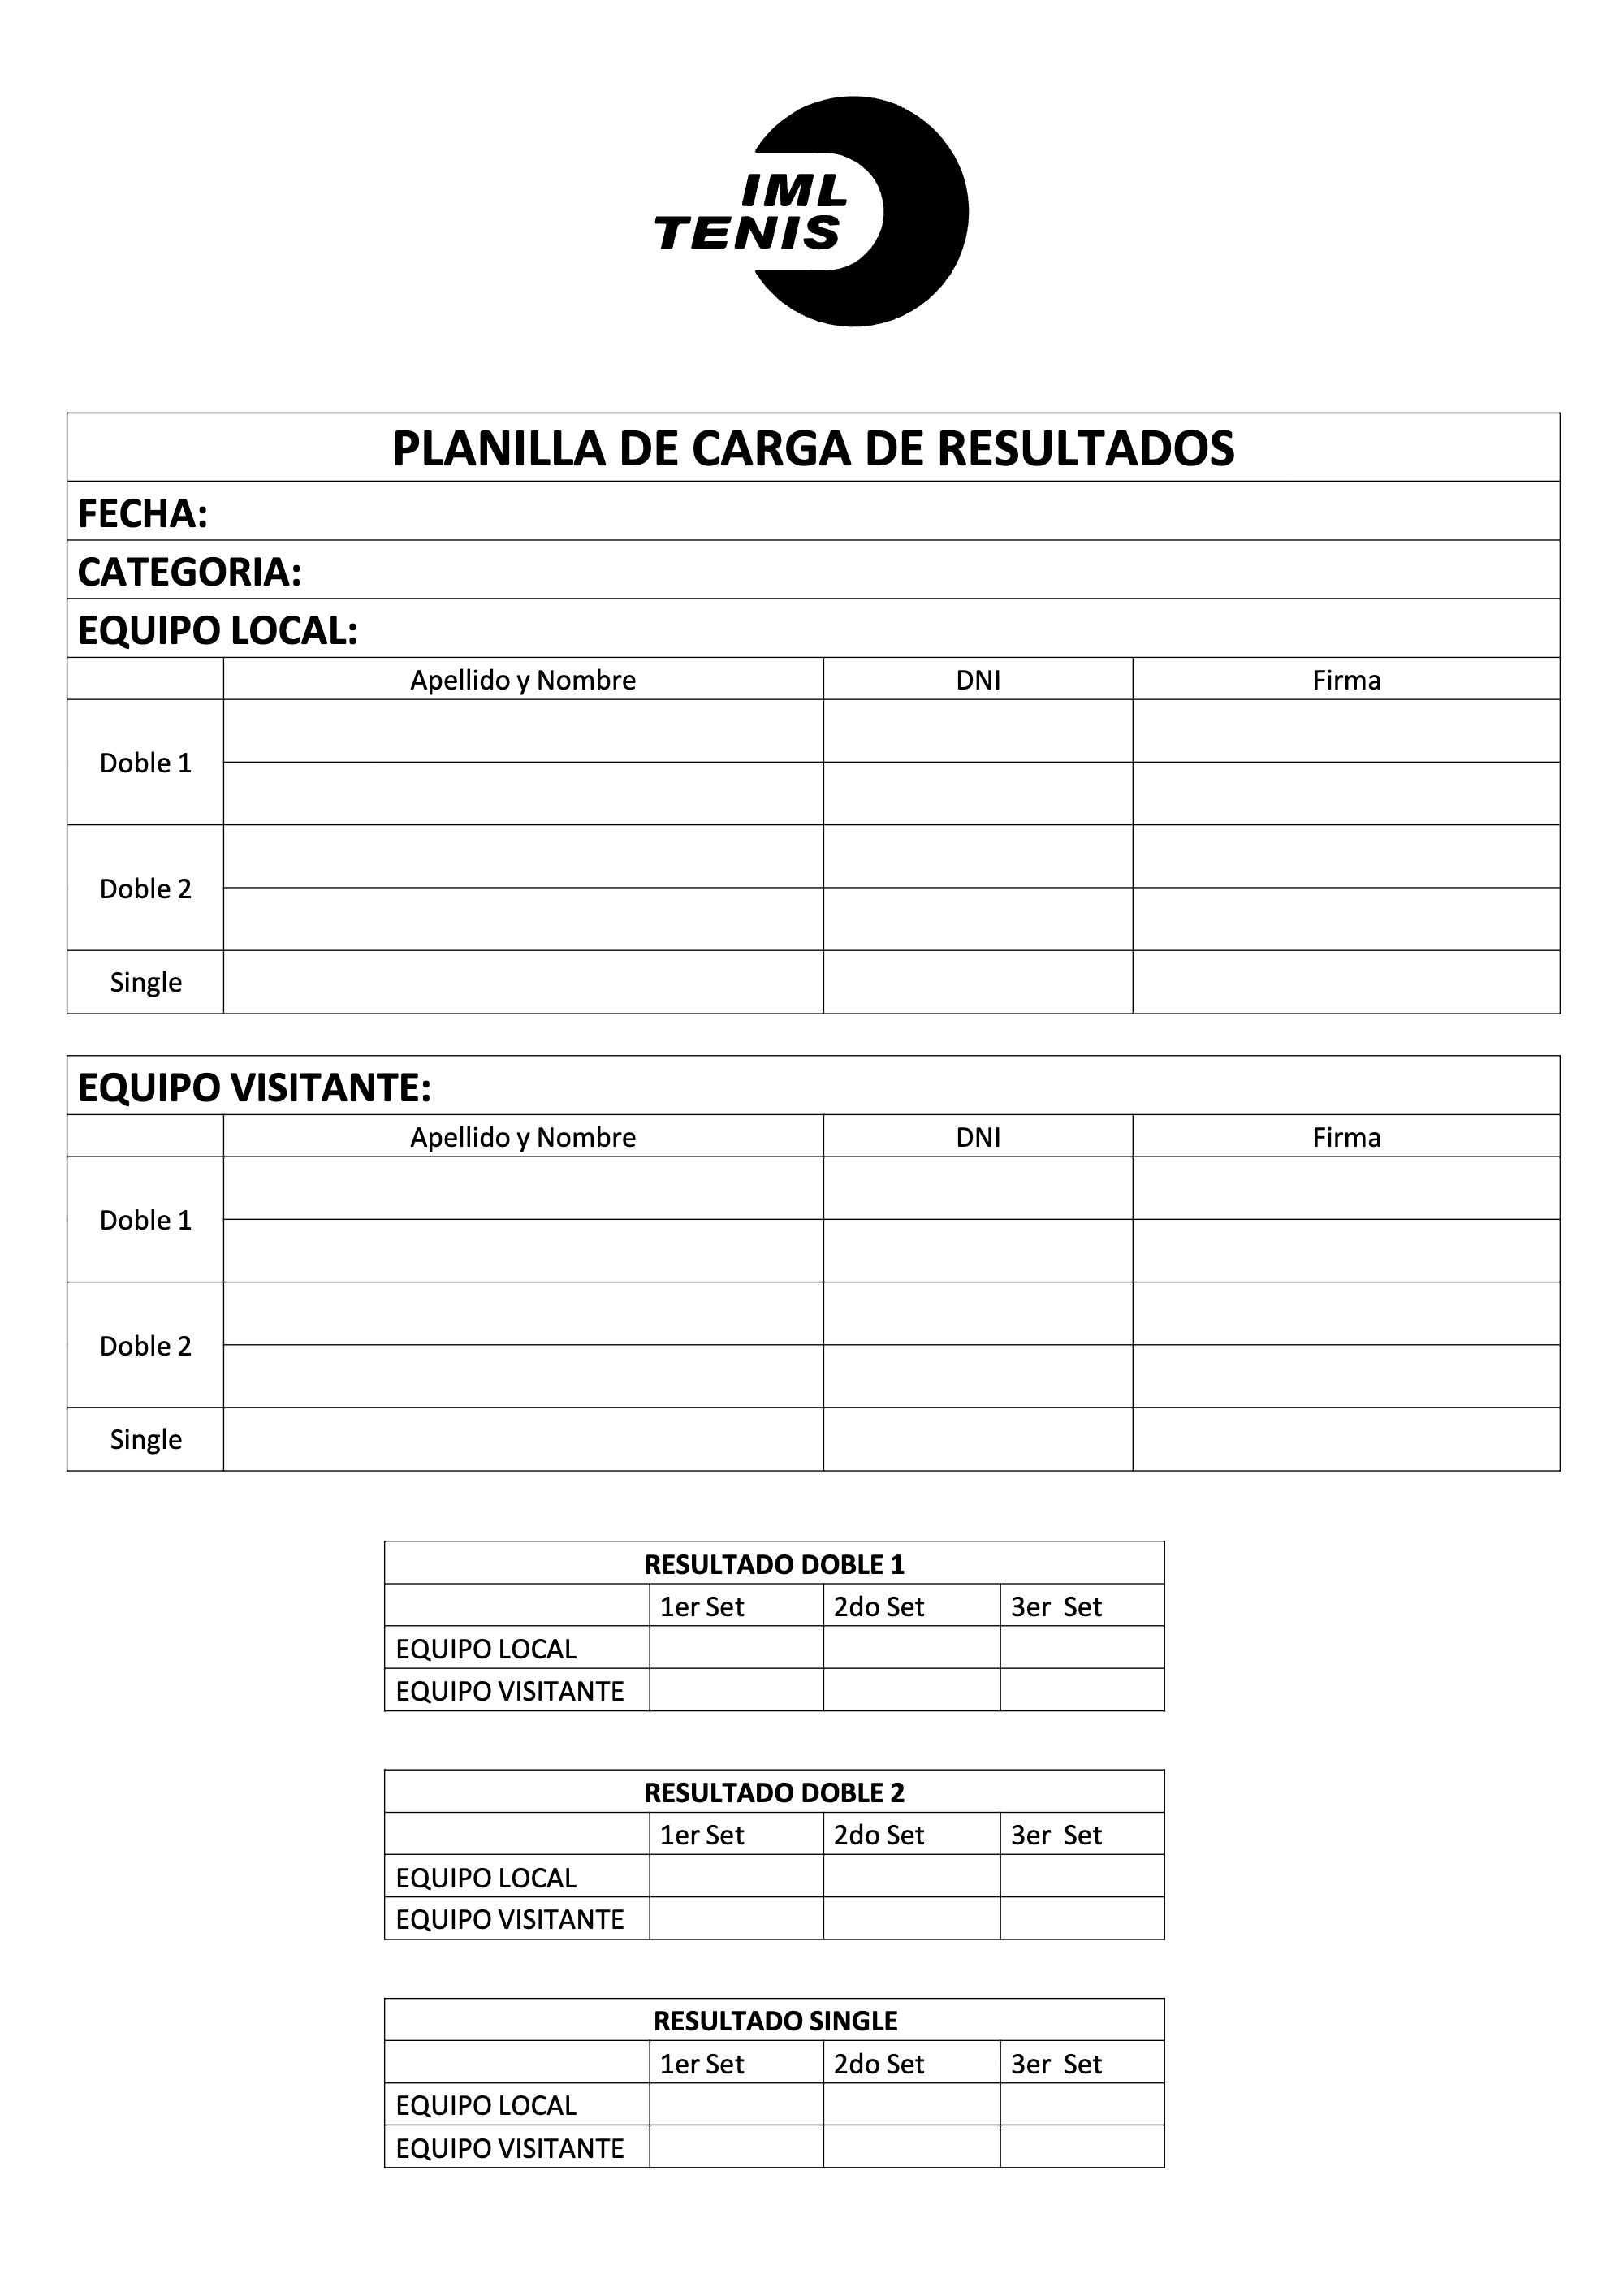 IML
TENIS
PLANILLA DE CARGA DE RESULTADOS
FECHA:
CATEGORIA:
EQUIPO LOCAL:
Apellido y Nombre DNI Firma
Doble 1
Doble 2
Single
EQUIPO VISITANTE:
Apellido y Nombre DNI Firma
Doble 1
Doble 2
Single
RESULTADO DOBLE 1
1er Set 2do Set 3er Set
EQUIPO LOCAL
EQUIPO VISITANTE
RESULTADO DOBLE 2
1er Set 2do Set 3er Set
EQUIPO LOCAL
EQUIPO VISITANTE
RESULTADO SINGLE
1er Set 2do Set 3er Set
EQUIPO LOCAL
EQUIPO VISITANTE